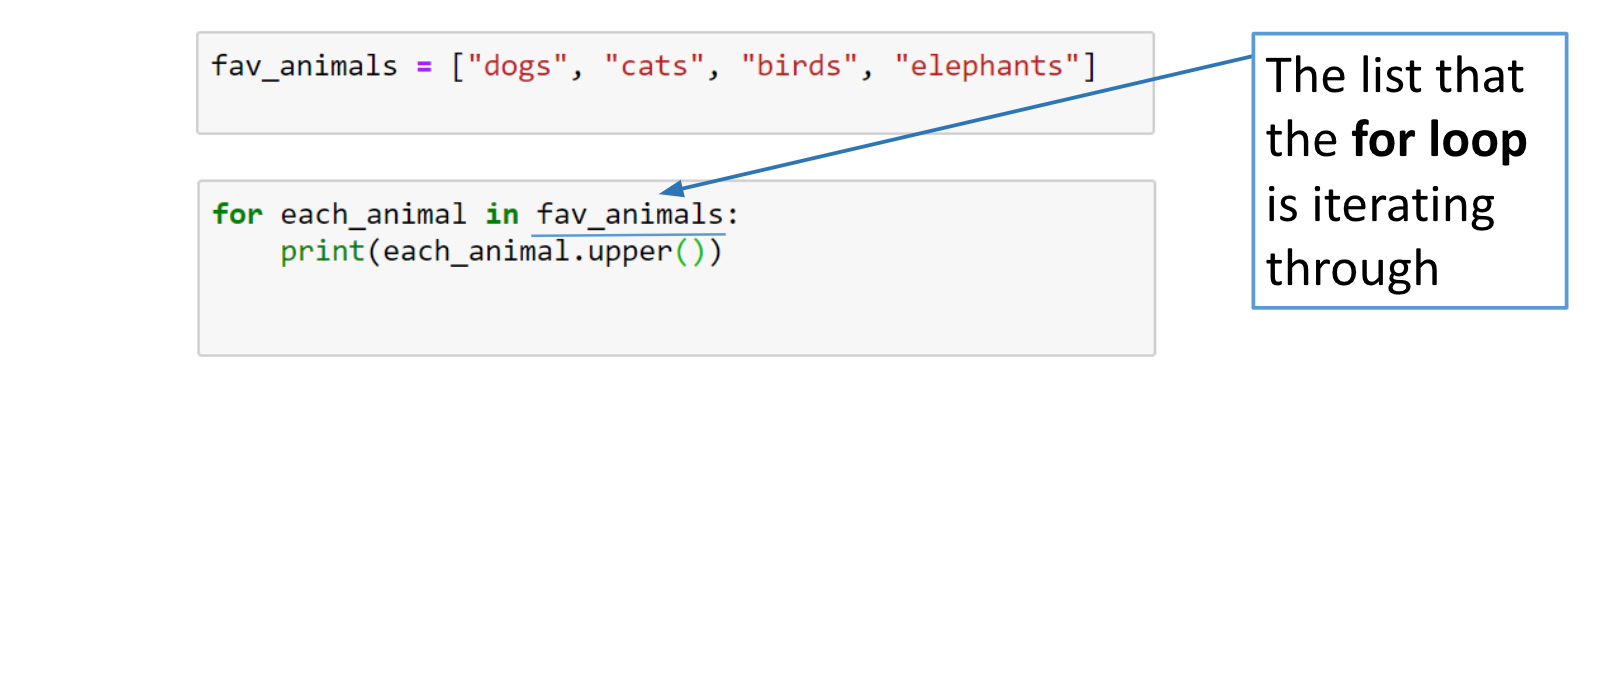 fav_animals = ["dogs", "cats", "birds", "elephants"]
for each_animal in fav_animals:
    print(each_animal.upper())
The list that
the for loop
is iterating
through